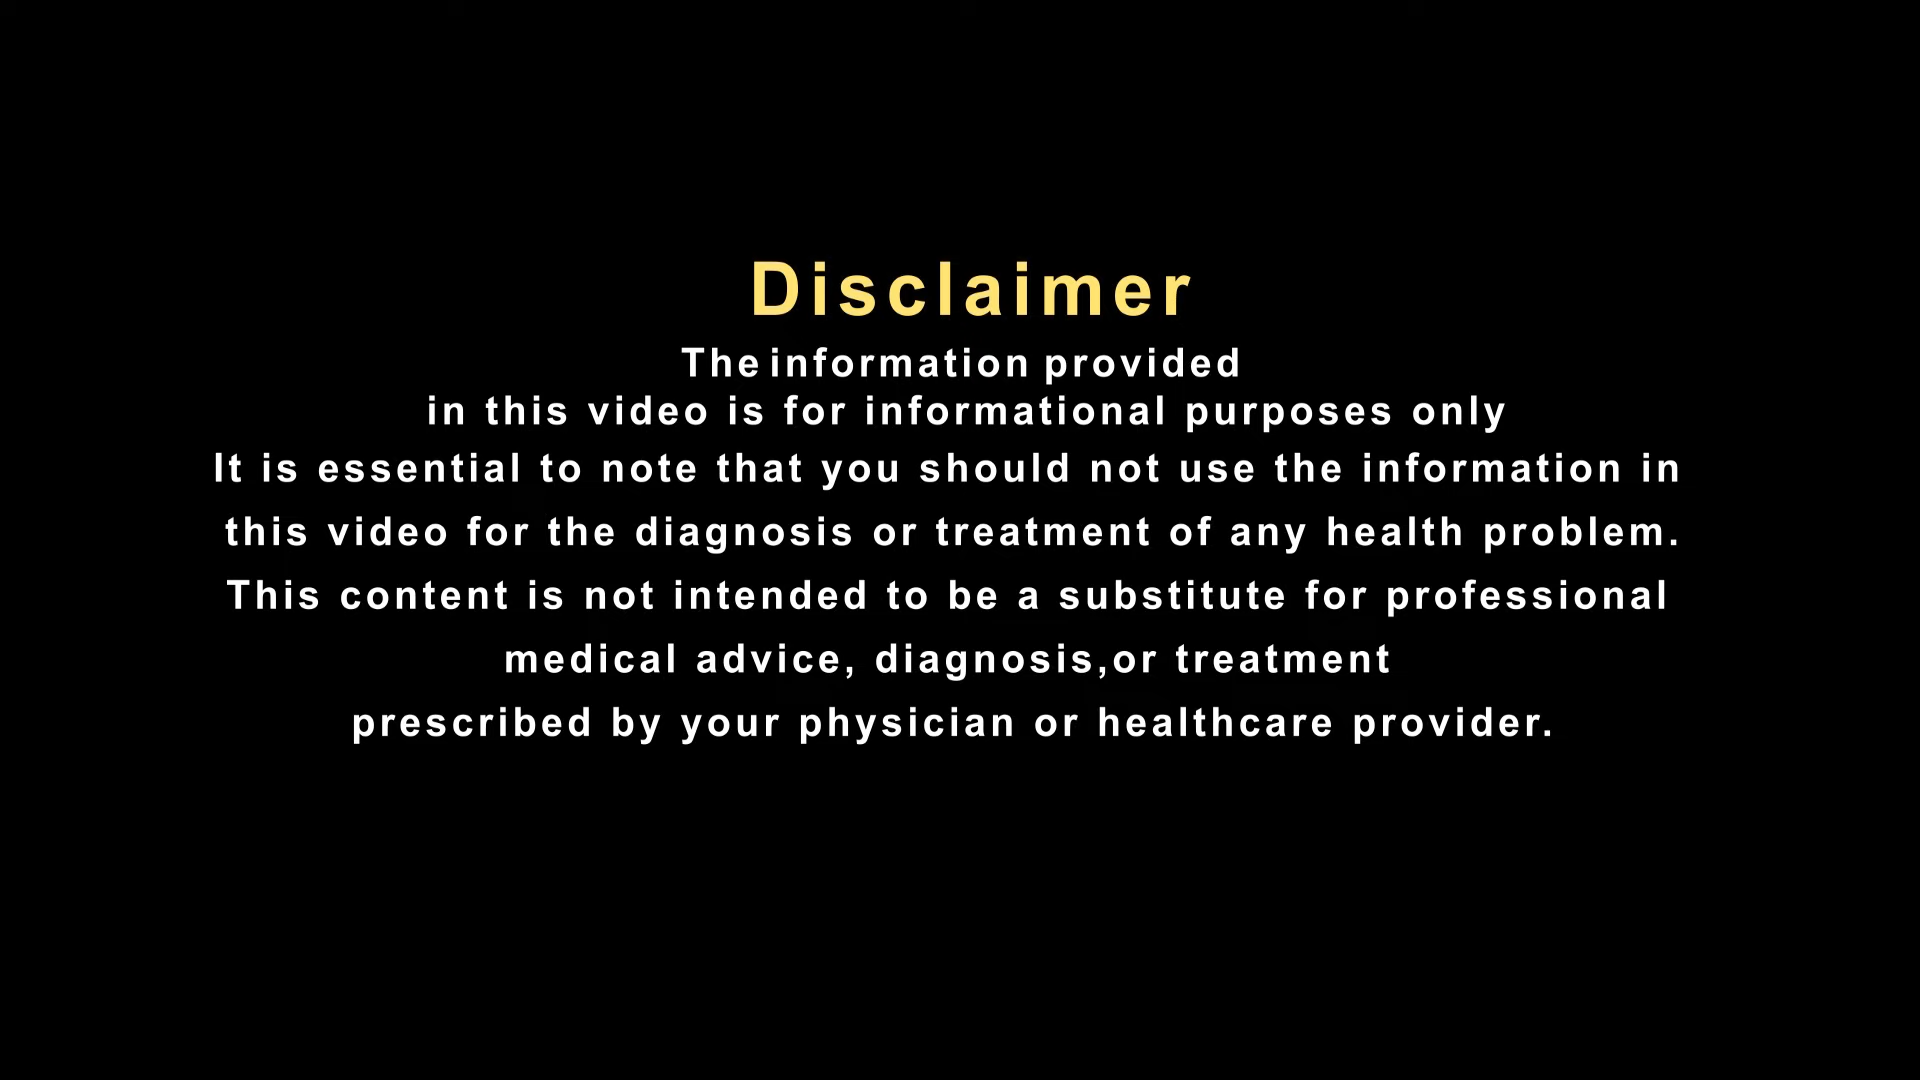 Disclaimer
The information provided
in this video is for informational purposes only
It is essential to note that you should not use the information in
this video for the diagnosis or treatment of any health problem.
This content is not intended to be a substitute for professional
medical advice, diagnosis,or treatment
prescribed by your physician or healthcare provider.